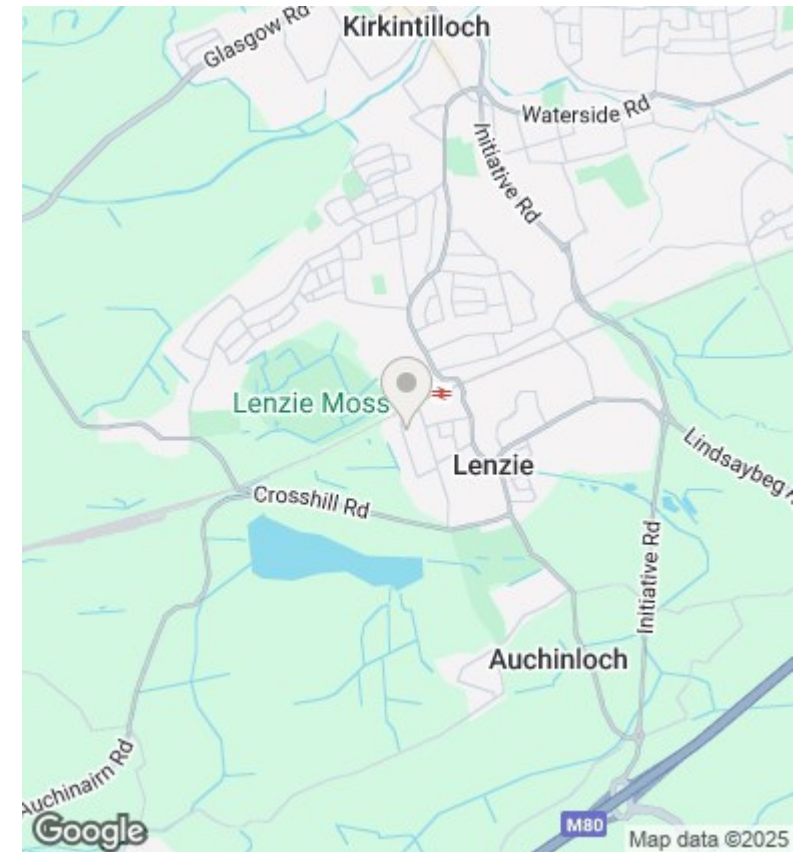 Kirkintilloch
Glasgow Rd
Waterside Rd
Initiative Rd
Lenzie Moss
Lenzie
Lindsaybeg
Crosshill Rd
Initiative Rd
Auchinloch
Auchinairn Rd
M80
Google
Map data ©2025